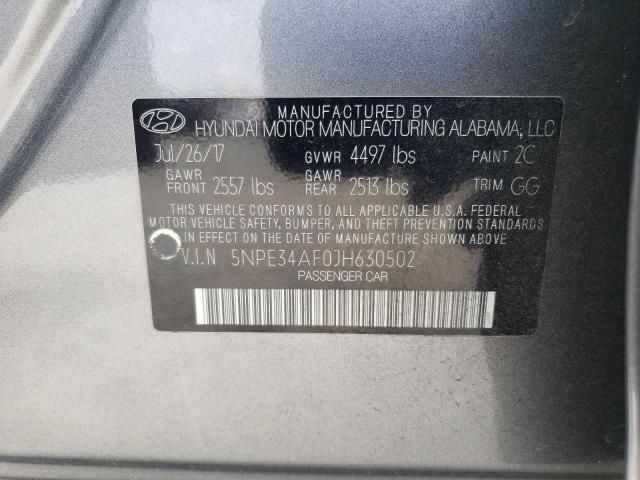 MANUFACTURED BY
HYUNDAI MOTOR MANUFACTURING ALABAMA, LLC
Jul/26/17 GVWR 4497 lbs PAINT 2C
GAWR FRONT 2557 lbs GAWR REAR 2513 lbs TRIM GG
THIS VEHICLE CONFORMS TO ALL APPLICABLE U.S.A. FEDERAL
MOTOR VEHICLE SAFETY, BUMPER, AND THEFT PREVENTION STANDARDS
IN EFFECT ON THE DATE OF MANUFACTURE SHOWN ABOVE.
V.I.N 5NPE34AF0JH630502
PASSENGER CAR